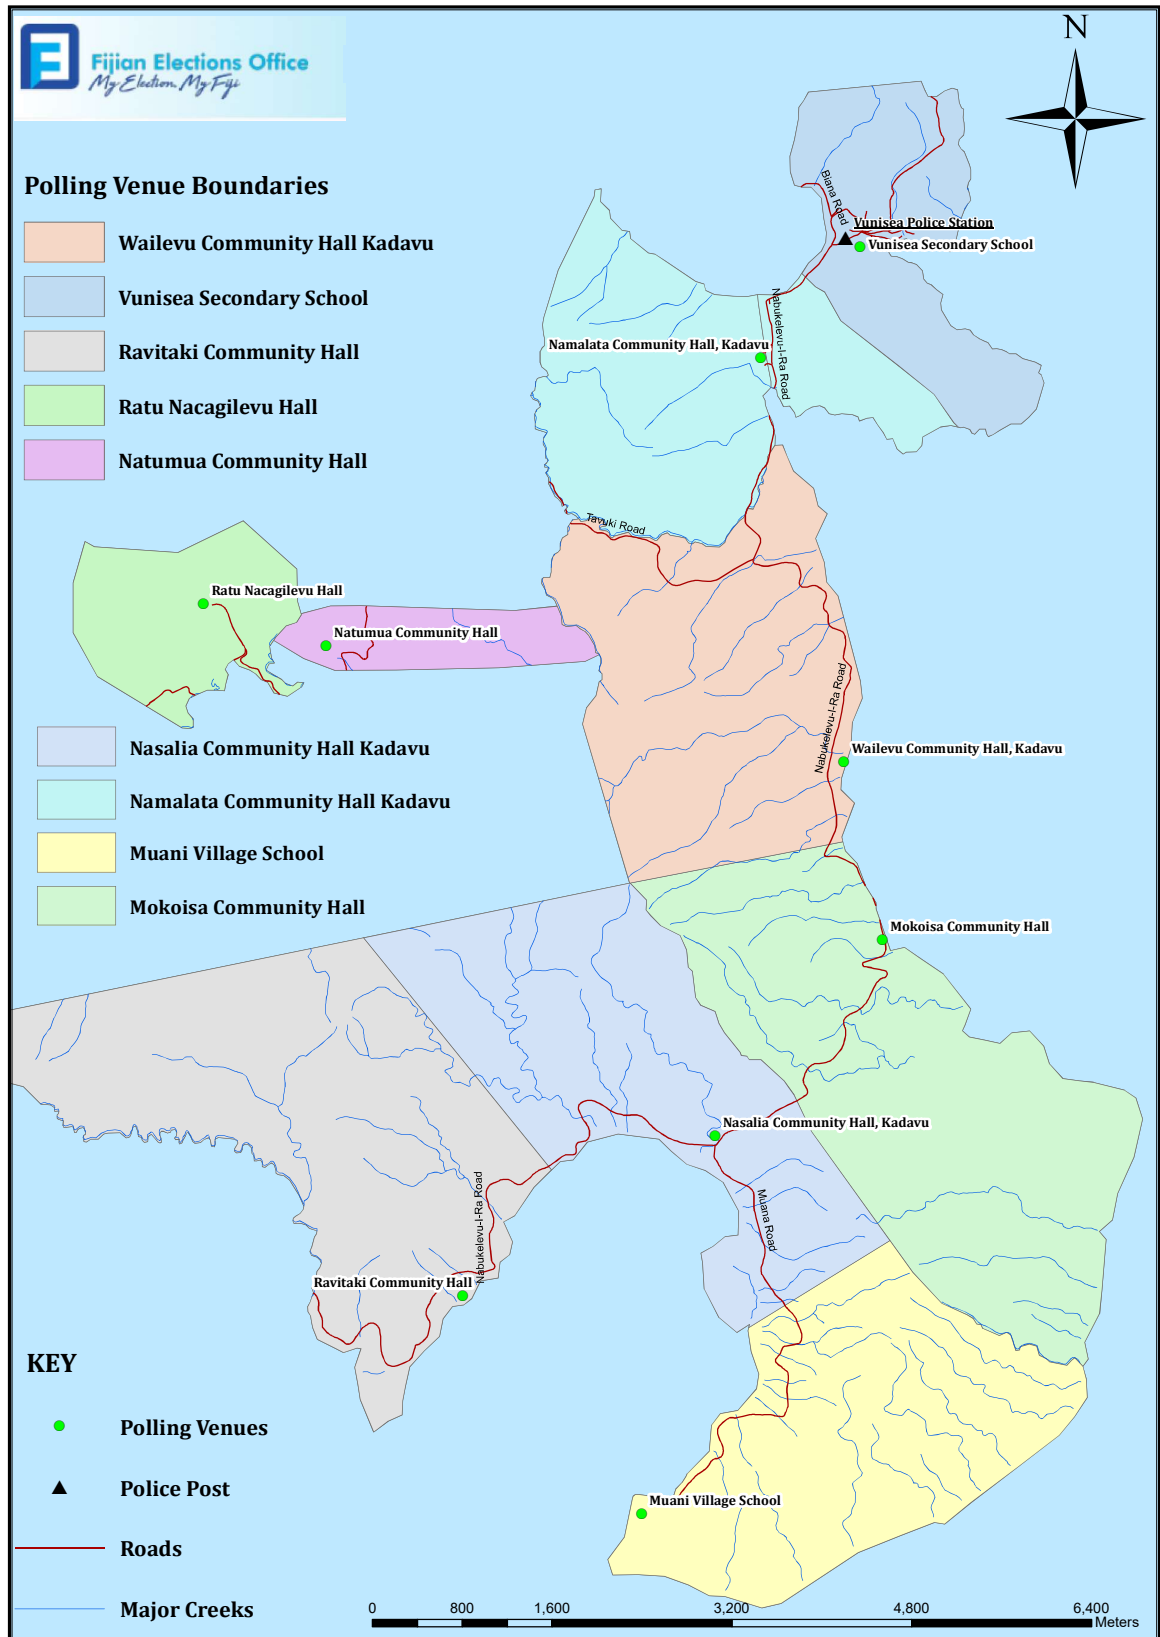 Fijian Elections Office
My Election. My Fiji
N
Polling Venue Boundaries
Wailevu Community Hall Kadavu
Vunisea Secondary School
Ravitaki Community Hall
Ratu Nacagilevu Hall
Natumua Community Hall
Biana Road
Vunisea Police Station
Vunisea Secondary School
Nabukelevu-I-Ra Road
Namalata Community Hall, Kadavu
Tavuki Road
Ratu Nacagilevu Hall
Natumua Community Hall
Nabukelevu-I-Ra Road
Wailevu Community Hall, Kadavu
Nasalia Community Hall Kadavu
Namalata Community Hall Kadavu
Muani Village School
Mokoisa Community Hall
Mokoisa Community Hall
Nasalia Community Hall, Kadavu
Muana Road
Nabukelevu-I-Ra Road
Ravitaki Community Hall
Muani Village School
KEY
Polling Venues
Police Post
Roads
Major Creeks
0 800 1,600 3,200 4,800 6,400
Meters